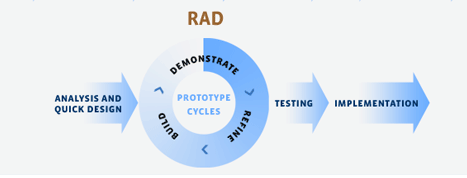 RAD
ANALYSIS AND
QUICK DESIGN
DEMONSTRATE
REFINE
BUILD
PROTOTYPE
CYCLES
TESTING
IMPLEMENTATION